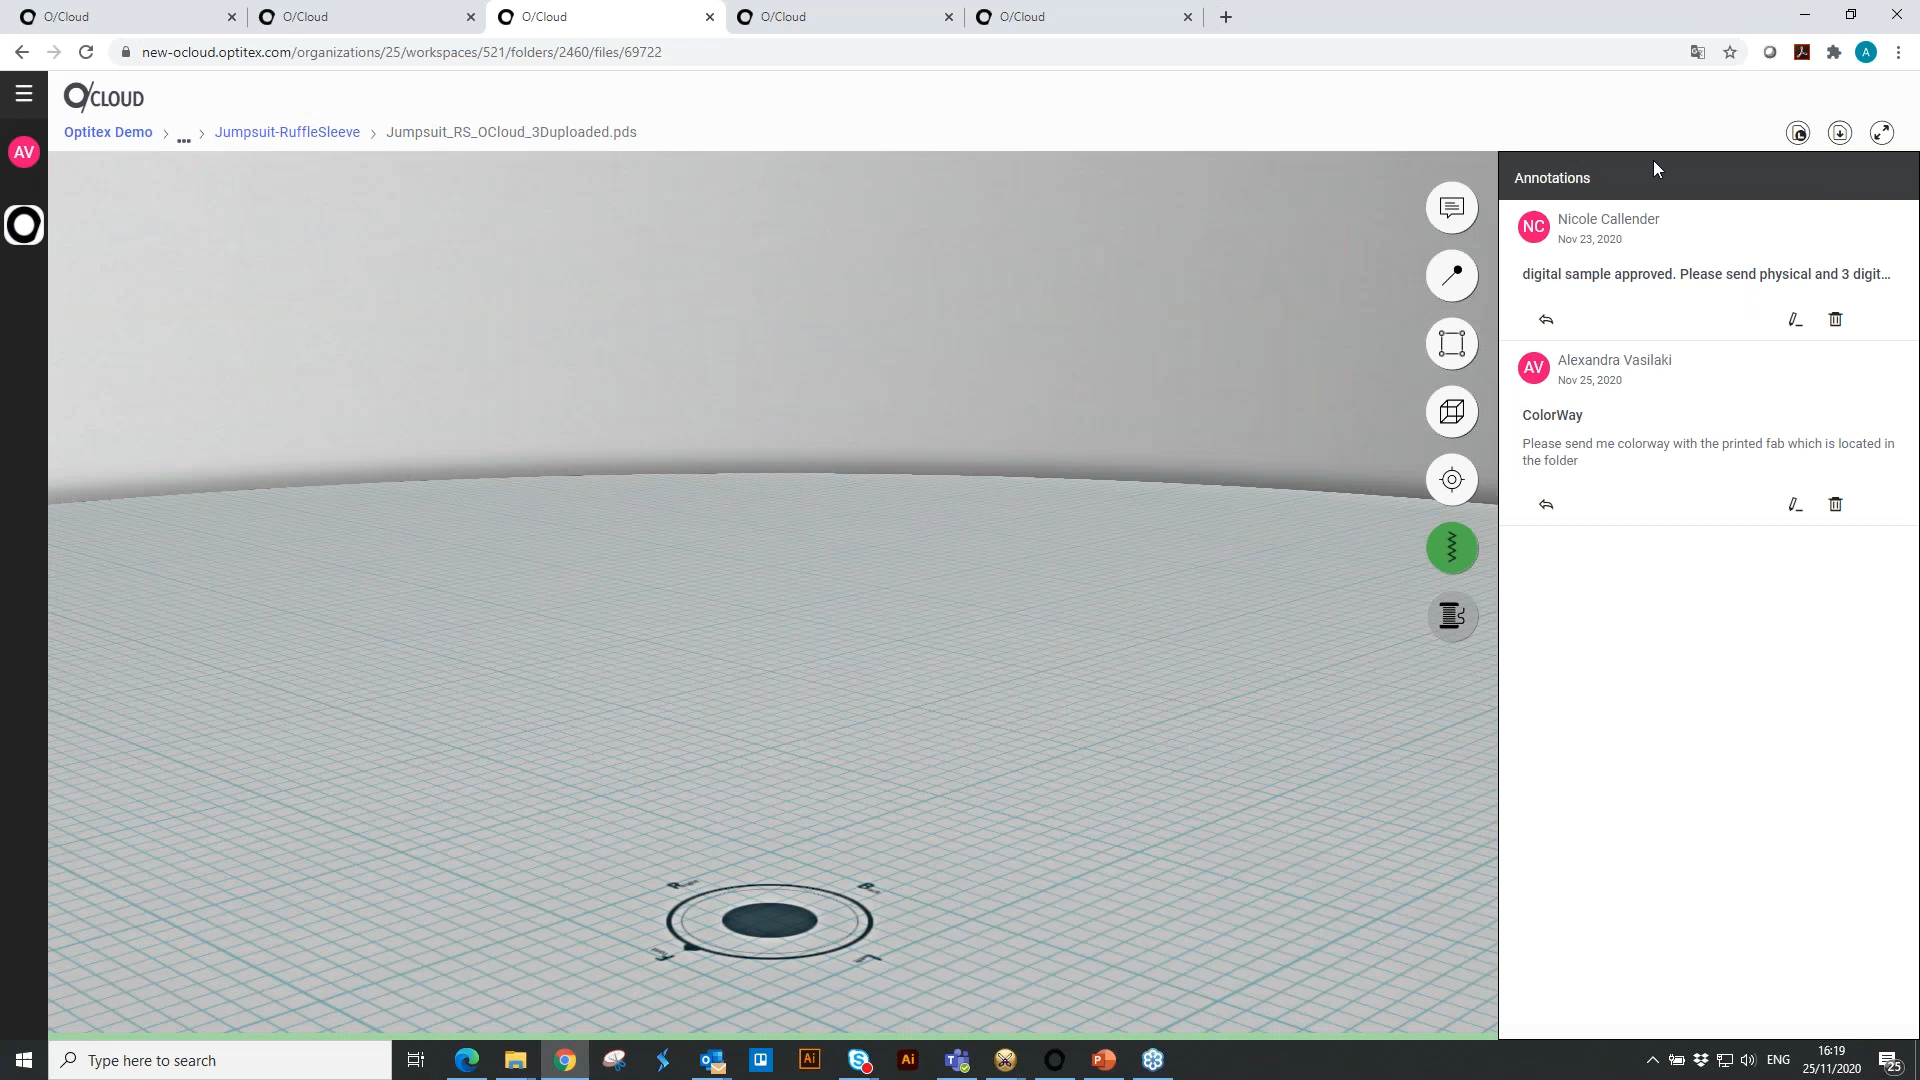 O/Cloud
O/Cloud
O/Cloud
O/Cloud
O/Cloud
new-ocloud.optitex.com/organizations/25/workspaces/521/folders/2460/files/69722
A
O/CLOUD
Optitex Demo > ... > Jumpsuit-RuffleSleeve > Jumpsuit_RS_OCloud_3Duploaded.pds
AV
Annotations
NC Nicole Callender
Nov 23, 2020
digital sample approved. Please send physical and 3 digit...
AV Alexandra Vasilaki
Nov 25, 2020
ColorWay
Please send me colorway with the printed fab which is located in
the folder
Type here to search
ENG
16:19
25/11/2020
25